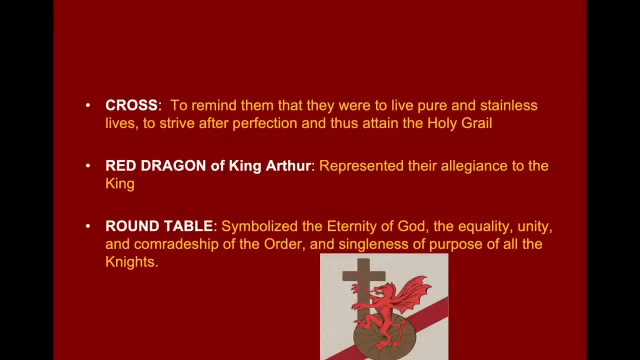 • CROSS: To remind them that they were to live pure and stainless
lives, to strive after perfection and thus attain the Holy Grail
• RED DRAGON of King Arthur: Represented their allegiance to the
King
• ROUND TABLE: Symbolized the Eternity of God, the equality, unity,
and comradeship of the Order, and singleness of purpose of all the
Knights.